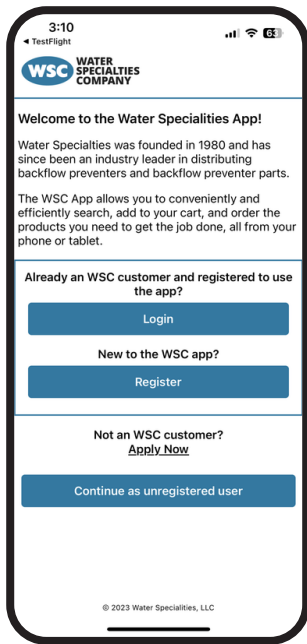 3:10
63
◀ TestFlight
WSC WATER
SPECIALTIES
COMPANY
Welcome to the Water Specialities App!
Water Specialties was founded in 1980 and has
since been an industry leader in distributing
backflow preventers and backflow preventer parts.
The WSC App allows you to conveniently and
efficiently search, add to your cart, and order the
products you need to get the job done, all from your
phone or tablet.
Already an WSC customer and registered to use
the app?
Login
New to the WSC app?
Register
Not an WSC customer?
Apply Now
Continue as unregistered user
© 2023 Water Specialities, LLC